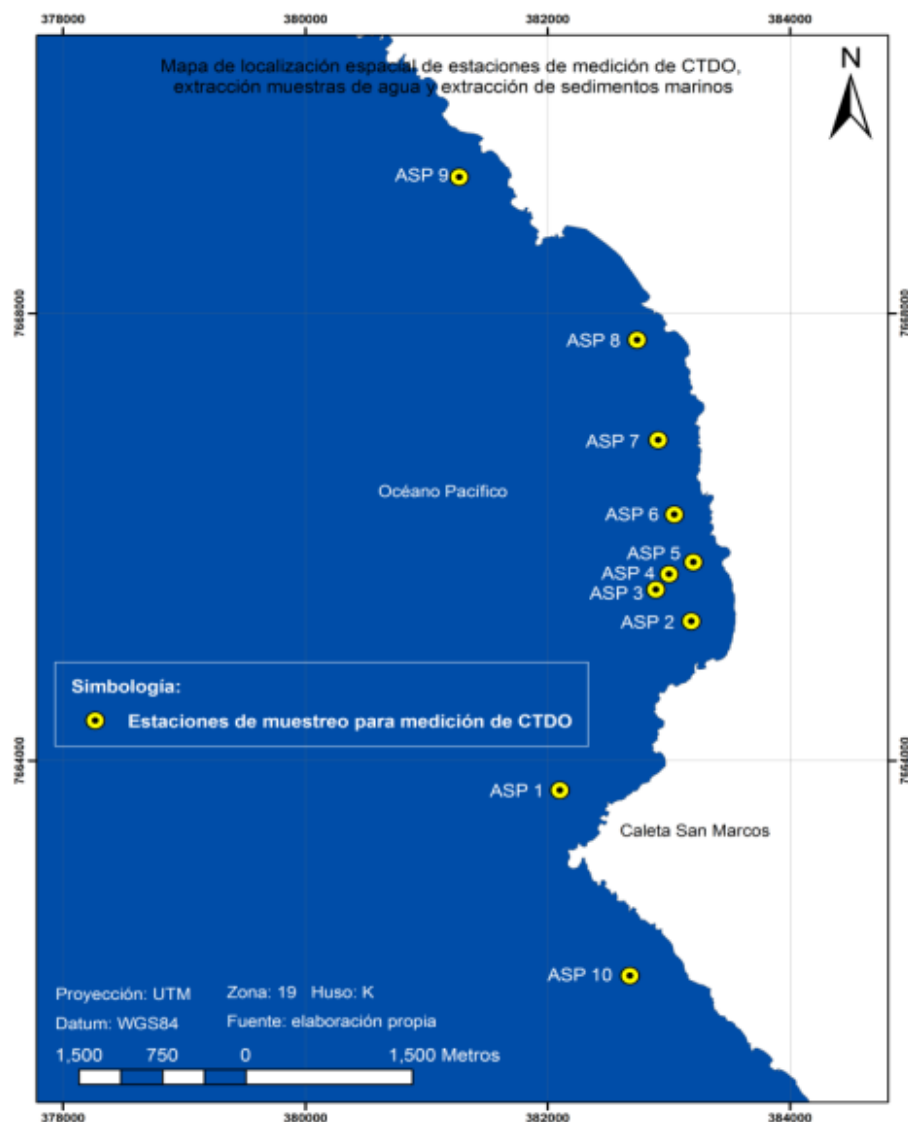 378000 380000 382000 384000
Mapa de localización espacial de estaciones de medición de CTDO,
extracción muestras de agua y extracción de sedimentos marinos
N
ASP 9
7668000 7668000
ASP 8
ASP 7
Océano Pacífico
ASP 6
ASP 5
ASP 4
ASP 3
ASP 2
Simbología:
Estaciones de muestreo para medición de CTDO
7664000 7664000
ASP 1
Caleta San Marcos
ASP 10
Proyección: UTM Zona: 19 Huso: K
Datum: WGS84 Fuente: elaboración propia
1,500 750 0 1,500 Metros
378000 380000 382000 384000